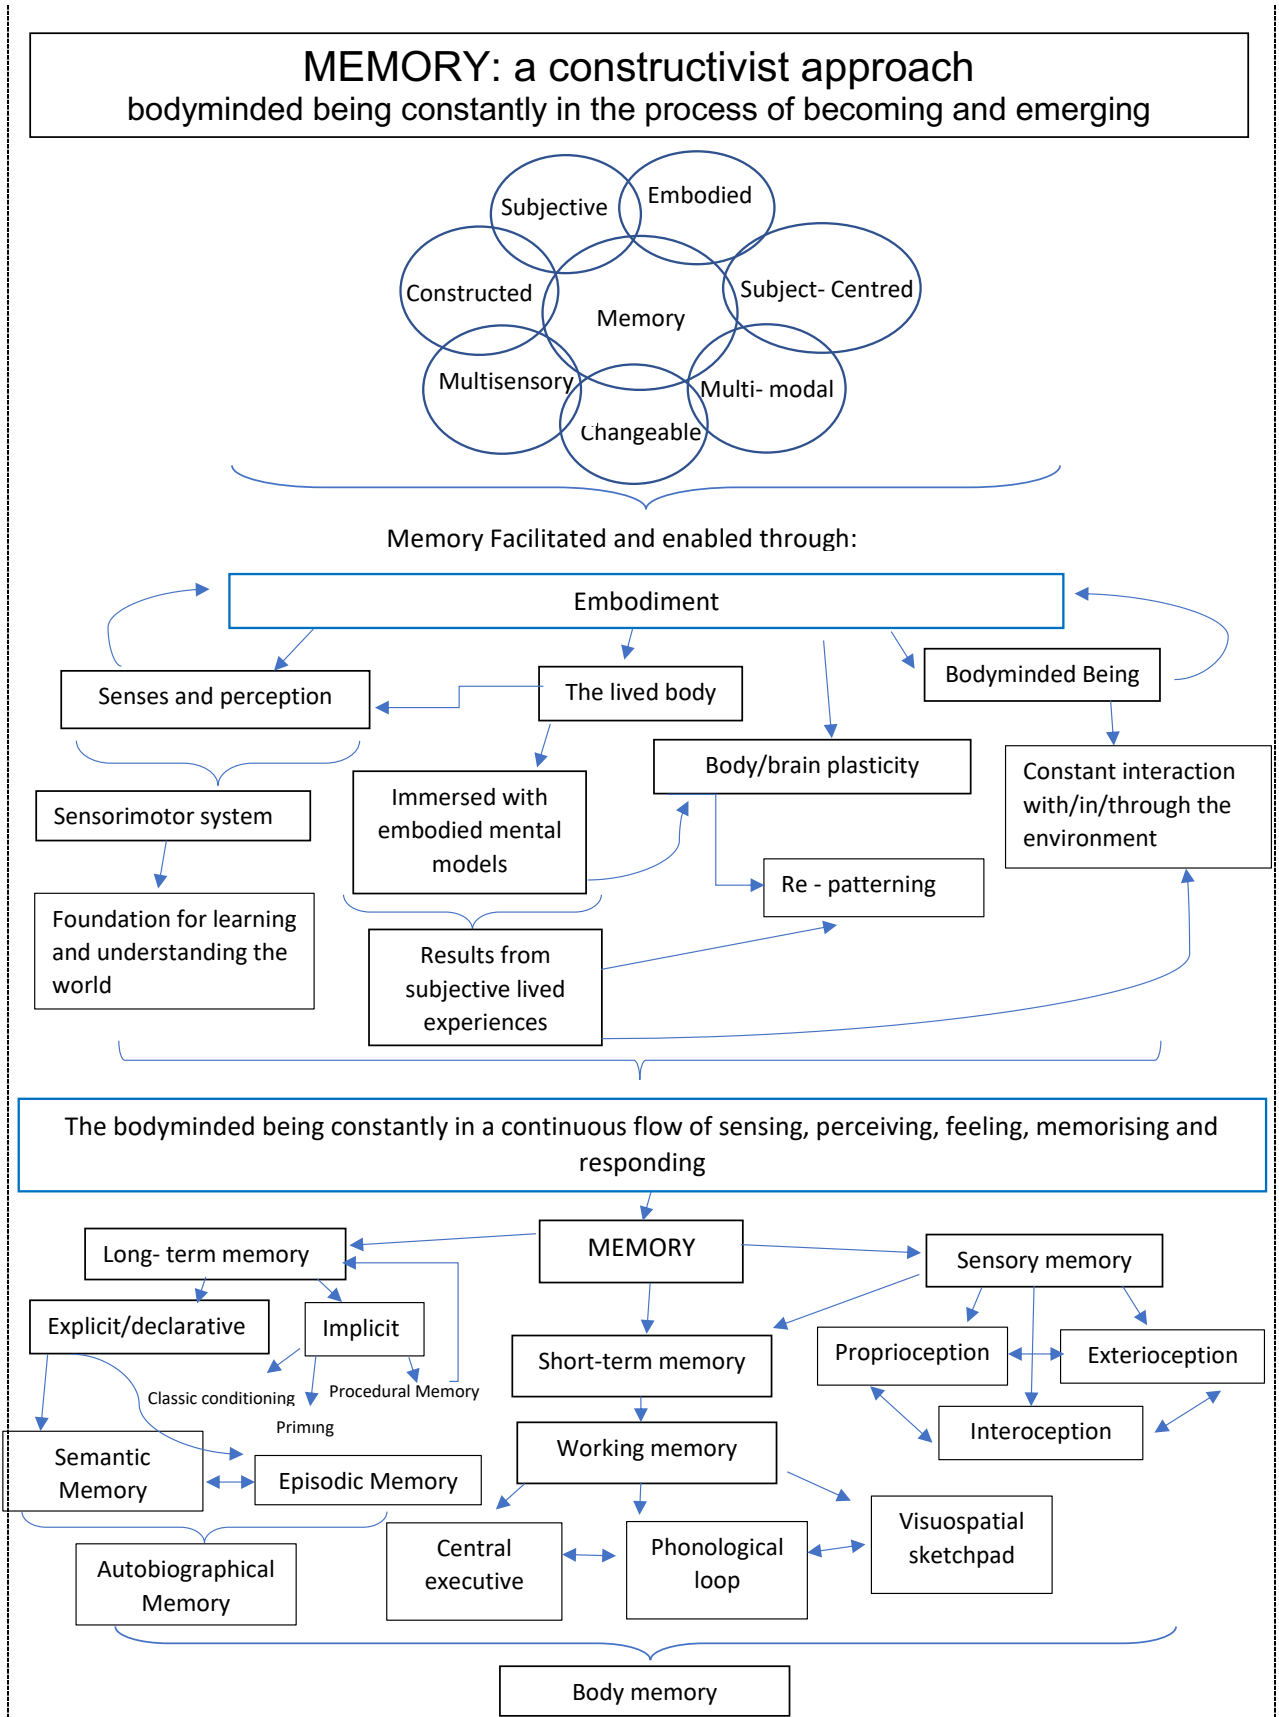 MEMORY: a constructivist approach
bodyminded being constantly in the process of becoming and emerging
Subjective
Embodied
Constructed
Subject- Centred
Memory
Multisensory
Multi- modal
Changeable
Memory Facilitated and enabled through:
Embodiment
Senses and perception
The lived body
Bodyminded Being
Body/brain plasticity
Constant interaction
with/in/through the
environment
Sensorimotor system
Immersed with
embodied mental
models
Re - patterning
Foundation for learning
and understanding the
world
Results from
subjective lived
experiences
The bodyminded being constantly in a continuous flow of sensing, perceiving, feeling, memorising and
responding
MEMORY
Long- term memory
Sensory memory
Explicit/declarative
Implicit
Short-term memory
Proprioception
Exterioception
Classic conditioning
Procedural Memory
Priming
Interoception
Working memory
Semantic
Memory
Episodic Memory
Central
executive
Phonological
loop
Visuospatial
sketchpad
Autobiographical
Memory
Body memory